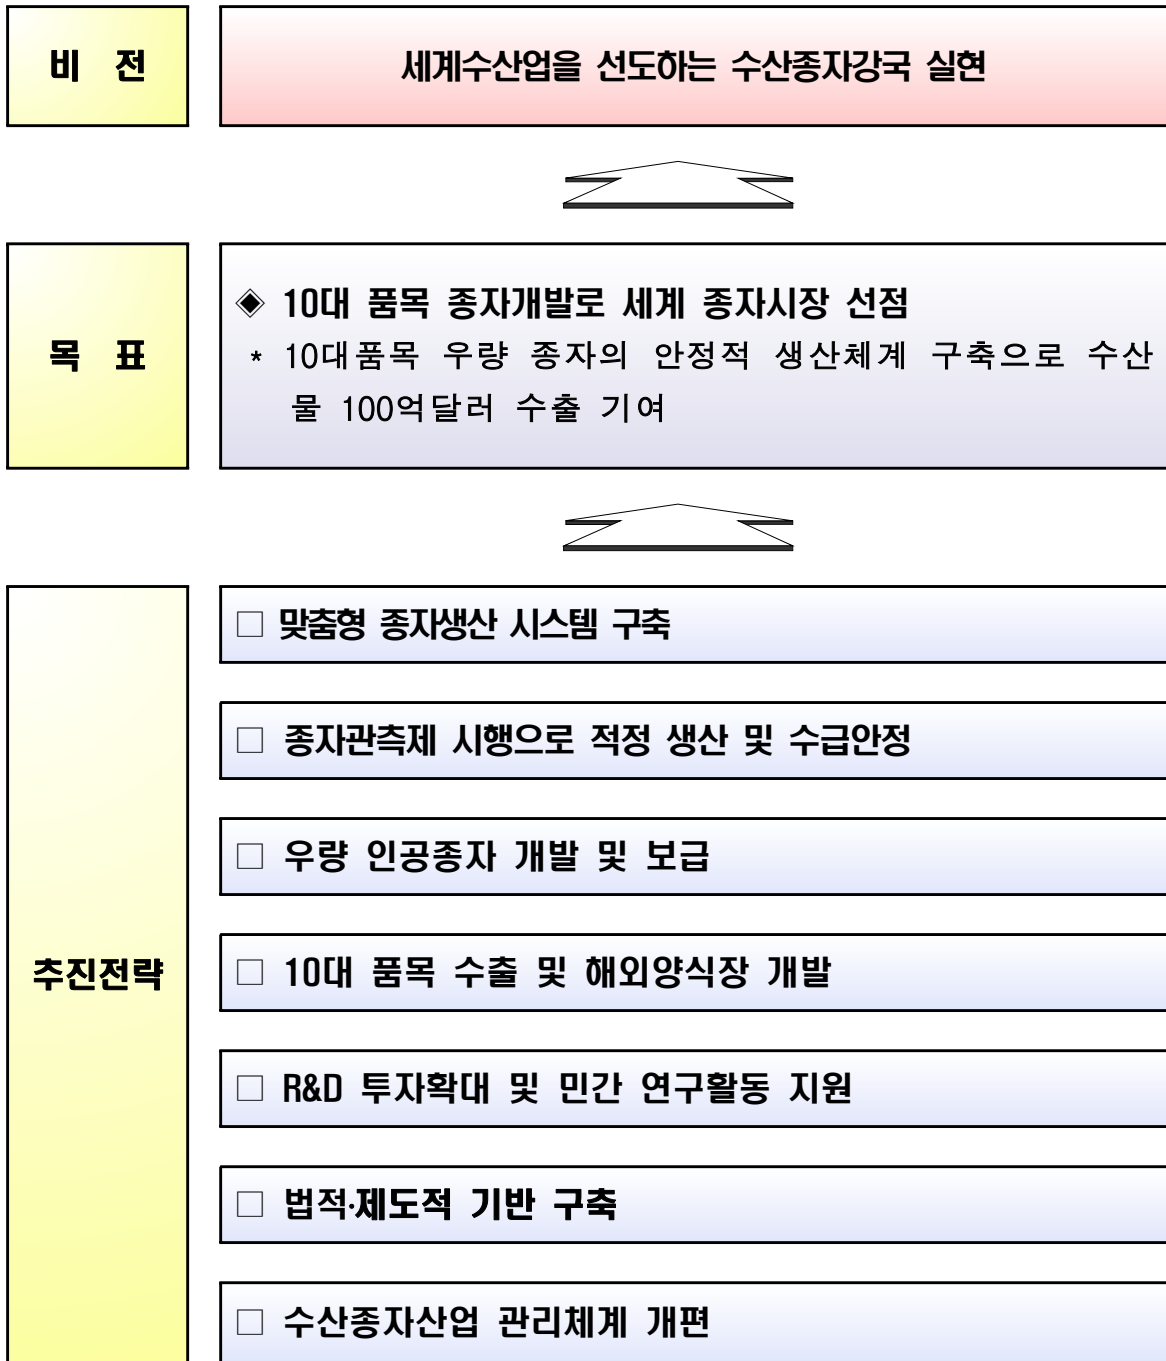 비 전
세계수산업을 선도하는 수산종자강국 실현
목 표
◈ 10대 품목 종자개발로 세계 종자시장 선점
* 10대품목 우량 종자의 안정적 생산체계 구축으로 수산
물 100억달러 수출 기여
추진전략
□ 맞춤형 종자생산 시스템 구축
□ 종자관측제 시행으로 적정 생산 및 수급안정
□ 우량 인공종자 개발 및 보급
□ 10대 품목 수출 및 해외양식장 개발
□ R&D 투자확대 및 민간 연구활동 지원
□ 법적·제도적 기반 구축
□ 수산종자산업 관리체계 개편